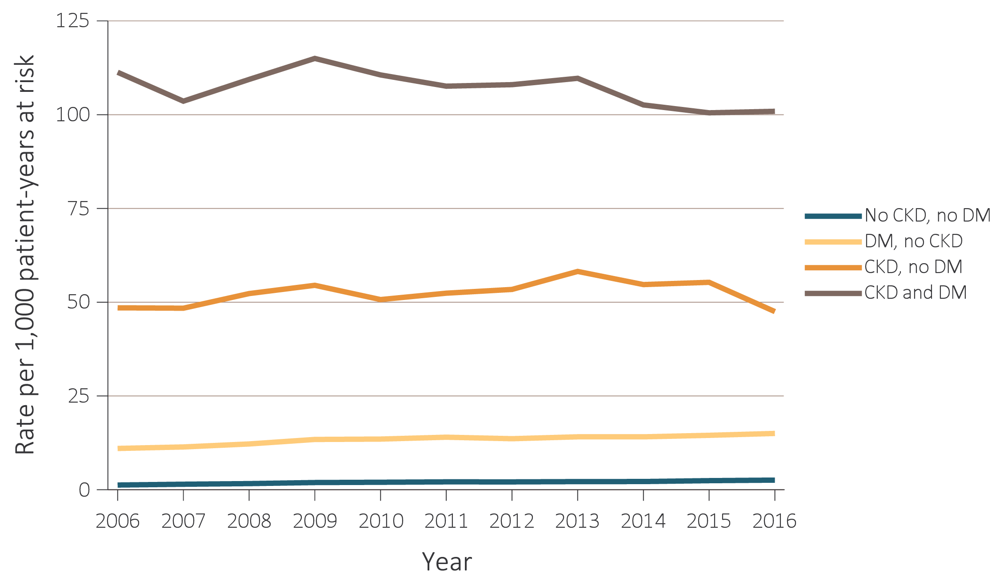 Rate per 1,000 patient-years at risk
125
100
75
50
25
0
2006 2007 2008 2009 2010 2011 2012 2013 2014 2015 2016
Year
No CKD, no DM
DM, no CKD
CKD, no DM
CKD and DM